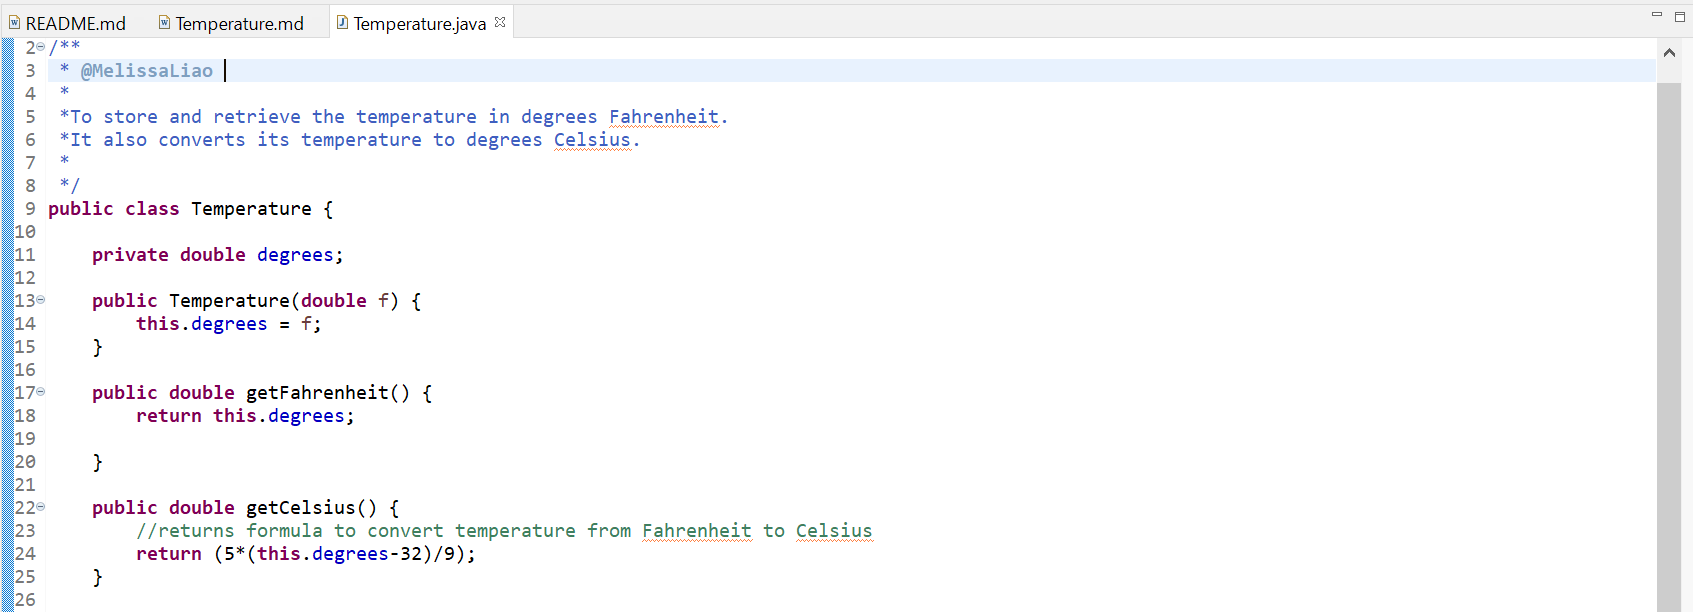 README.md Temperature.md Temperature.java
2 /**
3 * @MelissaLiao
4 *
5 *To store and retrieve the temperature in degrees Fahrenheit.
6 *It also converts its temperature to degrees Celsius.
7 *
8 */
9 public class Temperature {
10
11 private double degrees;
12
13 public Temperature(double f) {
14 this.degrees = f;
15 }
16
17 public double getFahrenheit() {
18 return this.degrees;
19
20 }
21
22 public double getCelsius() {
23 //returns formula to convert temperature from Fahrenheit to Celsius
24 return (5*(this.degrees-32)/9);
25 }
26